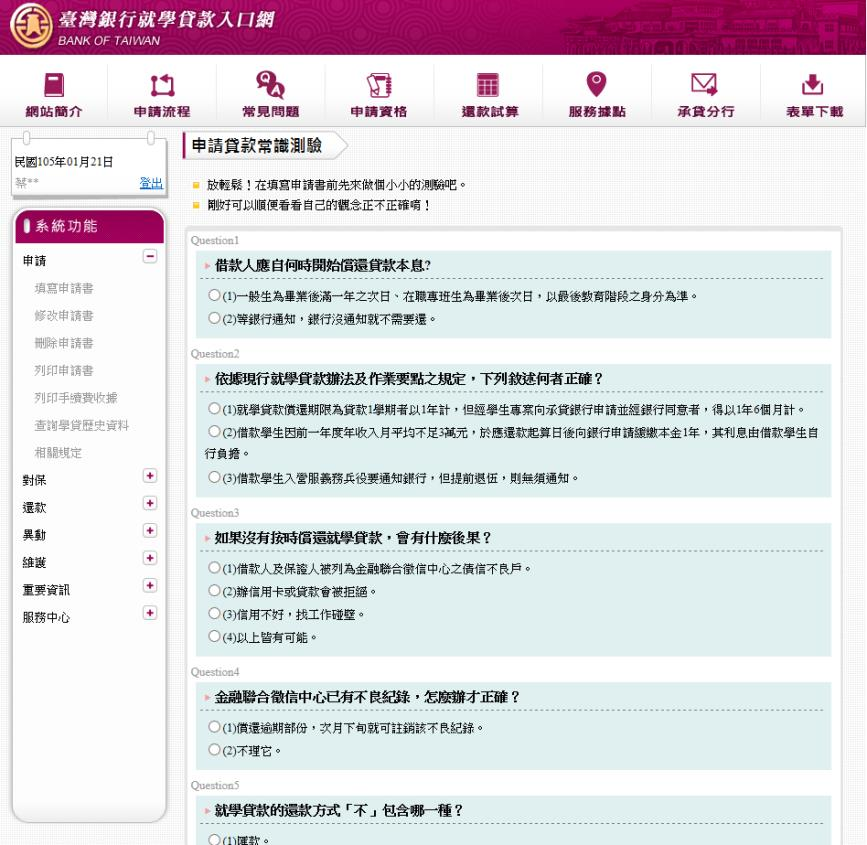 臺灣銀行就學貸款入口網
BANK OF TAIWAN
網站簡介 申請流程 常見問題 申請資格 還款試算 服務據點 承貸分行 表單下載
民國105年01月21日
蔡** 登出
系統功能
申請
填寫申請書
修改申請書
刪除申請書
列印申請書
列印手續費收據
查詢學貸歷史資料
相關規定
對保
還款
異動
維護
重要資訊
服務中心
申請貸款常識測驗
放輕鬆！在填寫申請書前先來做個小小的測驗吧。
剛好可以順便看看自己的觀念正不正確唷！
Question1
借款人應自何時開始償還貸款本息?
(1)一般生為畢業後滿一年之次日、在職專班生為畢業後次日，以最後教育階段之身分為準。
(2)等銀行通知，銀行沒通知就不需要還。
Question2
依據現行就學貸款辦法及作業要點之規定，下列敘述何者正確？
(1)就學貸款償還期限為貸款1學期者以1年計，但經學生專案向承貸銀行申請並經銀行同意者，得以1年6個月計。
(2)借款學生因前一年度年收入月平均不足3萬元，於應還款起算日後向銀行申請緩繳本金1年，其利息由借款學生自
行負擔。
(3)借款學生入營服義務兵役要通知銀行，但提前退伍，則無須通知。
Question3
如果沒有按時償還就學貸款，會有什麼後果？
(1)借款人及保證人被列為金融聯合徵信中心之債信不良戶。
(2)辦信用卡或貸款會被拒絕。
(3)信用不好，找工作碰壁。
(4)以上皆有可能。
Question4
金融聯合徵信中心已有不良紀錄，怎麼辦才正確？
(1)償還逾期部份，次月下旬就可註銷該不良紀錄。
(2)不理它。
Question5
就學貸款的還款方式「不」包含哪一種？
(1)匯款。